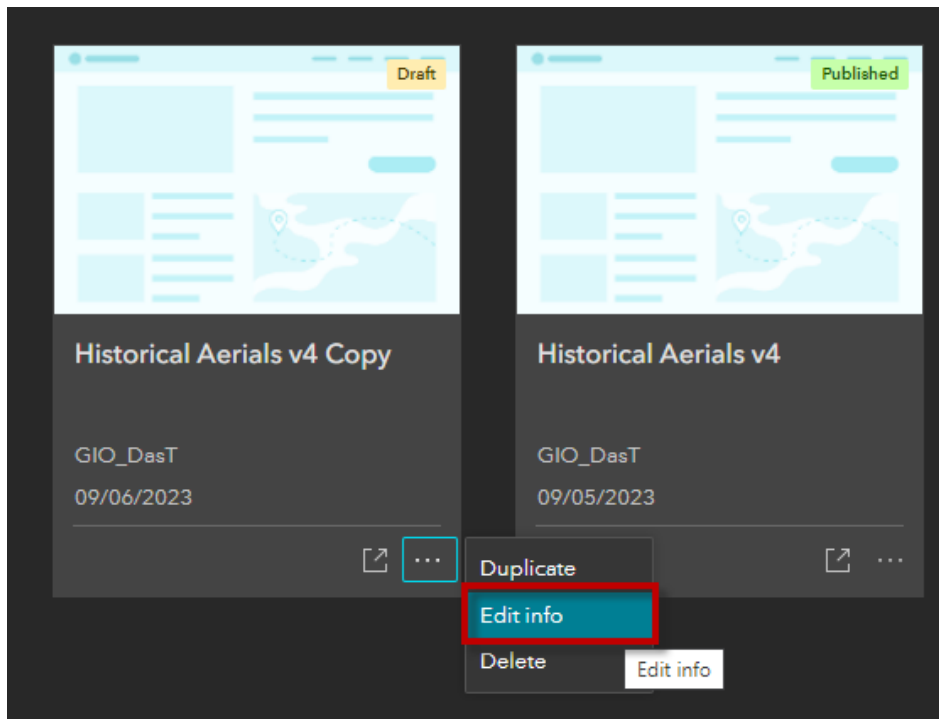 Draft
Published
Historical Aerials v4 Copy
Historical Aerials v4
GIO_DasT
GIO_DasT
09/06/2023
09/05/2023
...
...
Duplicate
Edit info
Delete
Edit info